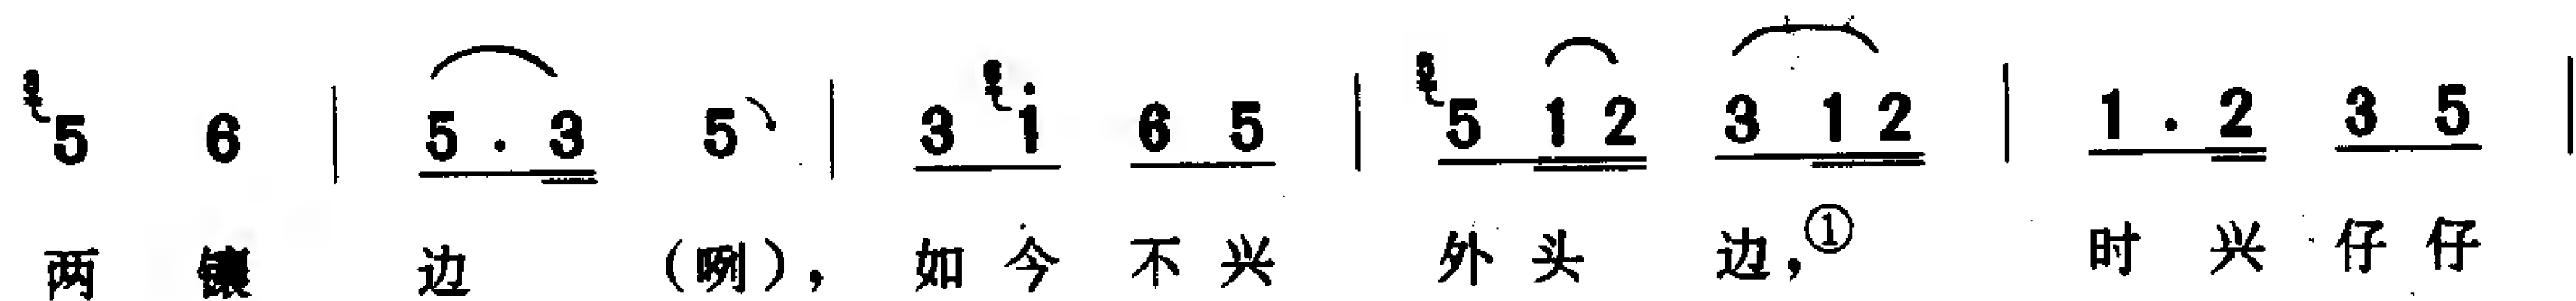 5 6 | 5 . 3 5 | 3 i 6 5 | 5 1 2 3 1 2 | 1 . 2 3 5 |
两 镶 边 (咧), 如 今 不 兴 外 头 边,① 时 兴 仔 仔